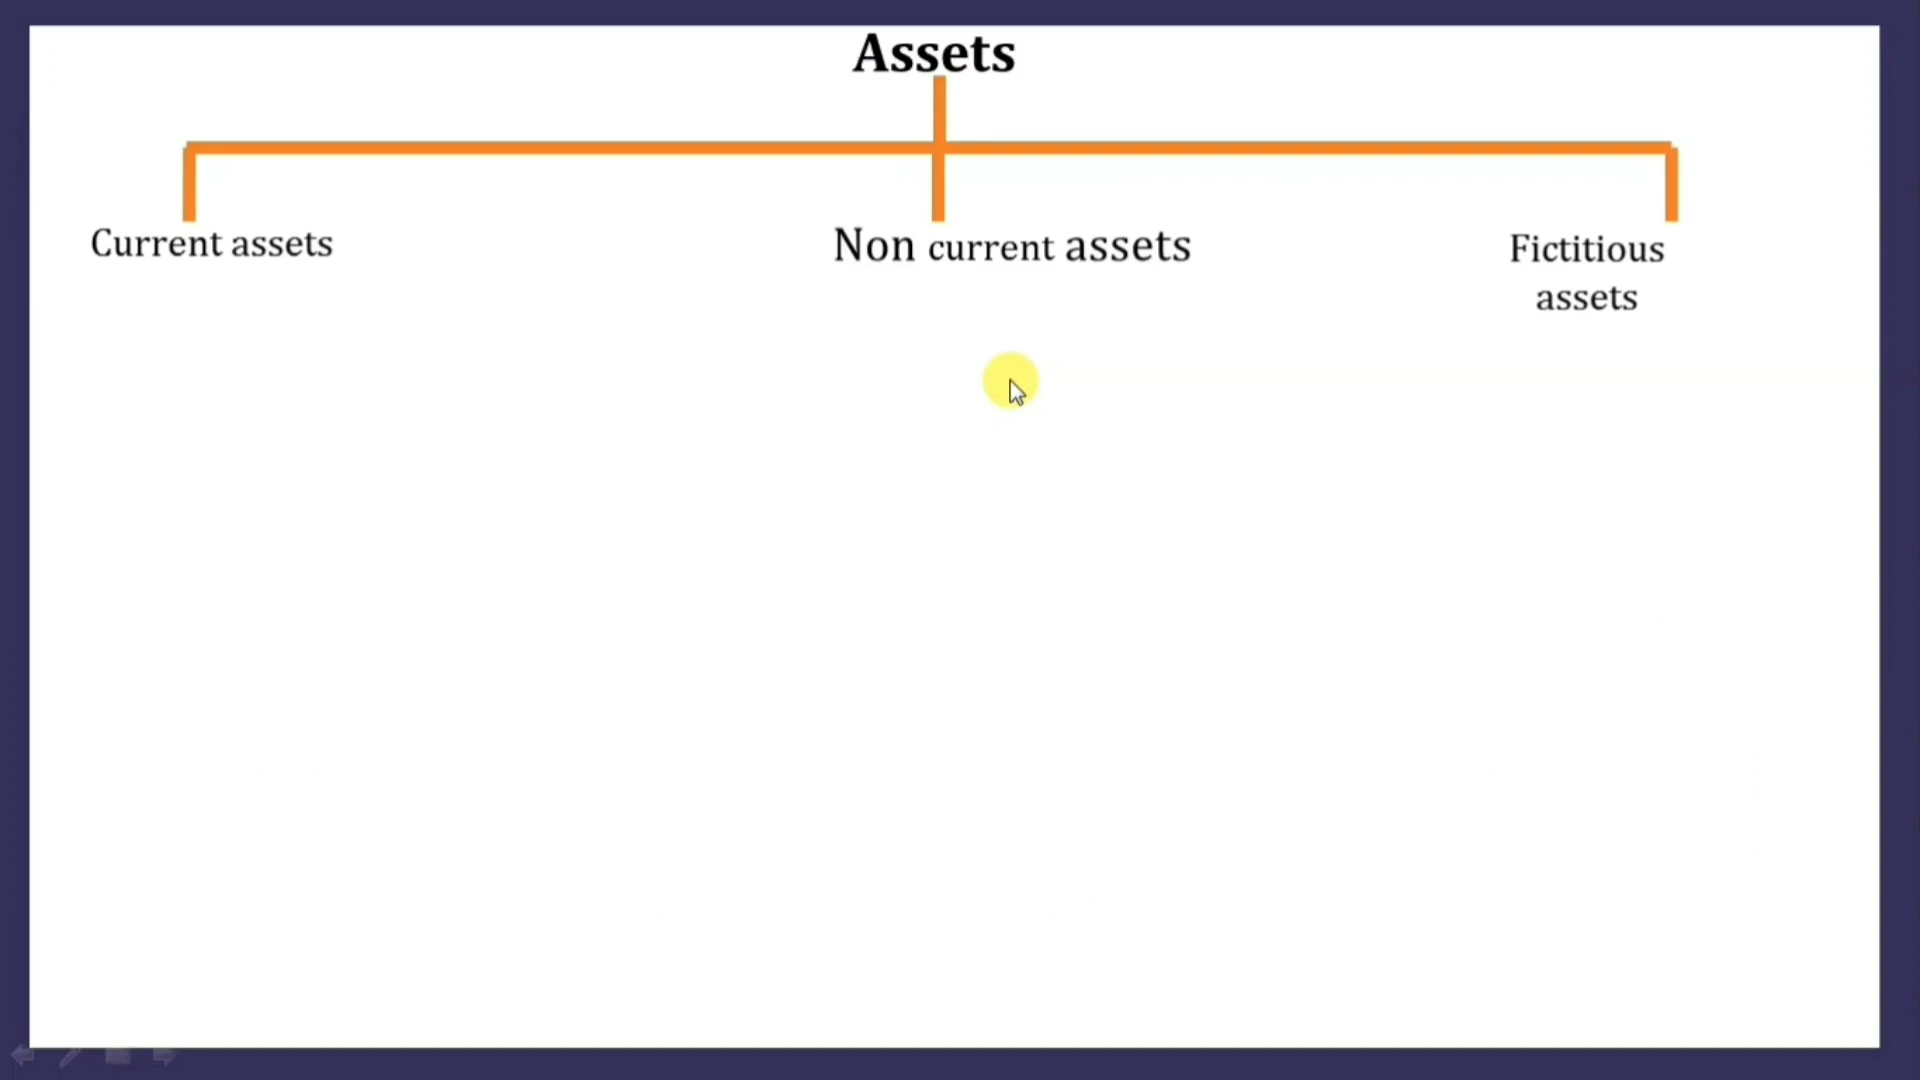 Assets
Current assets
Non current assets
Fictitious
assets